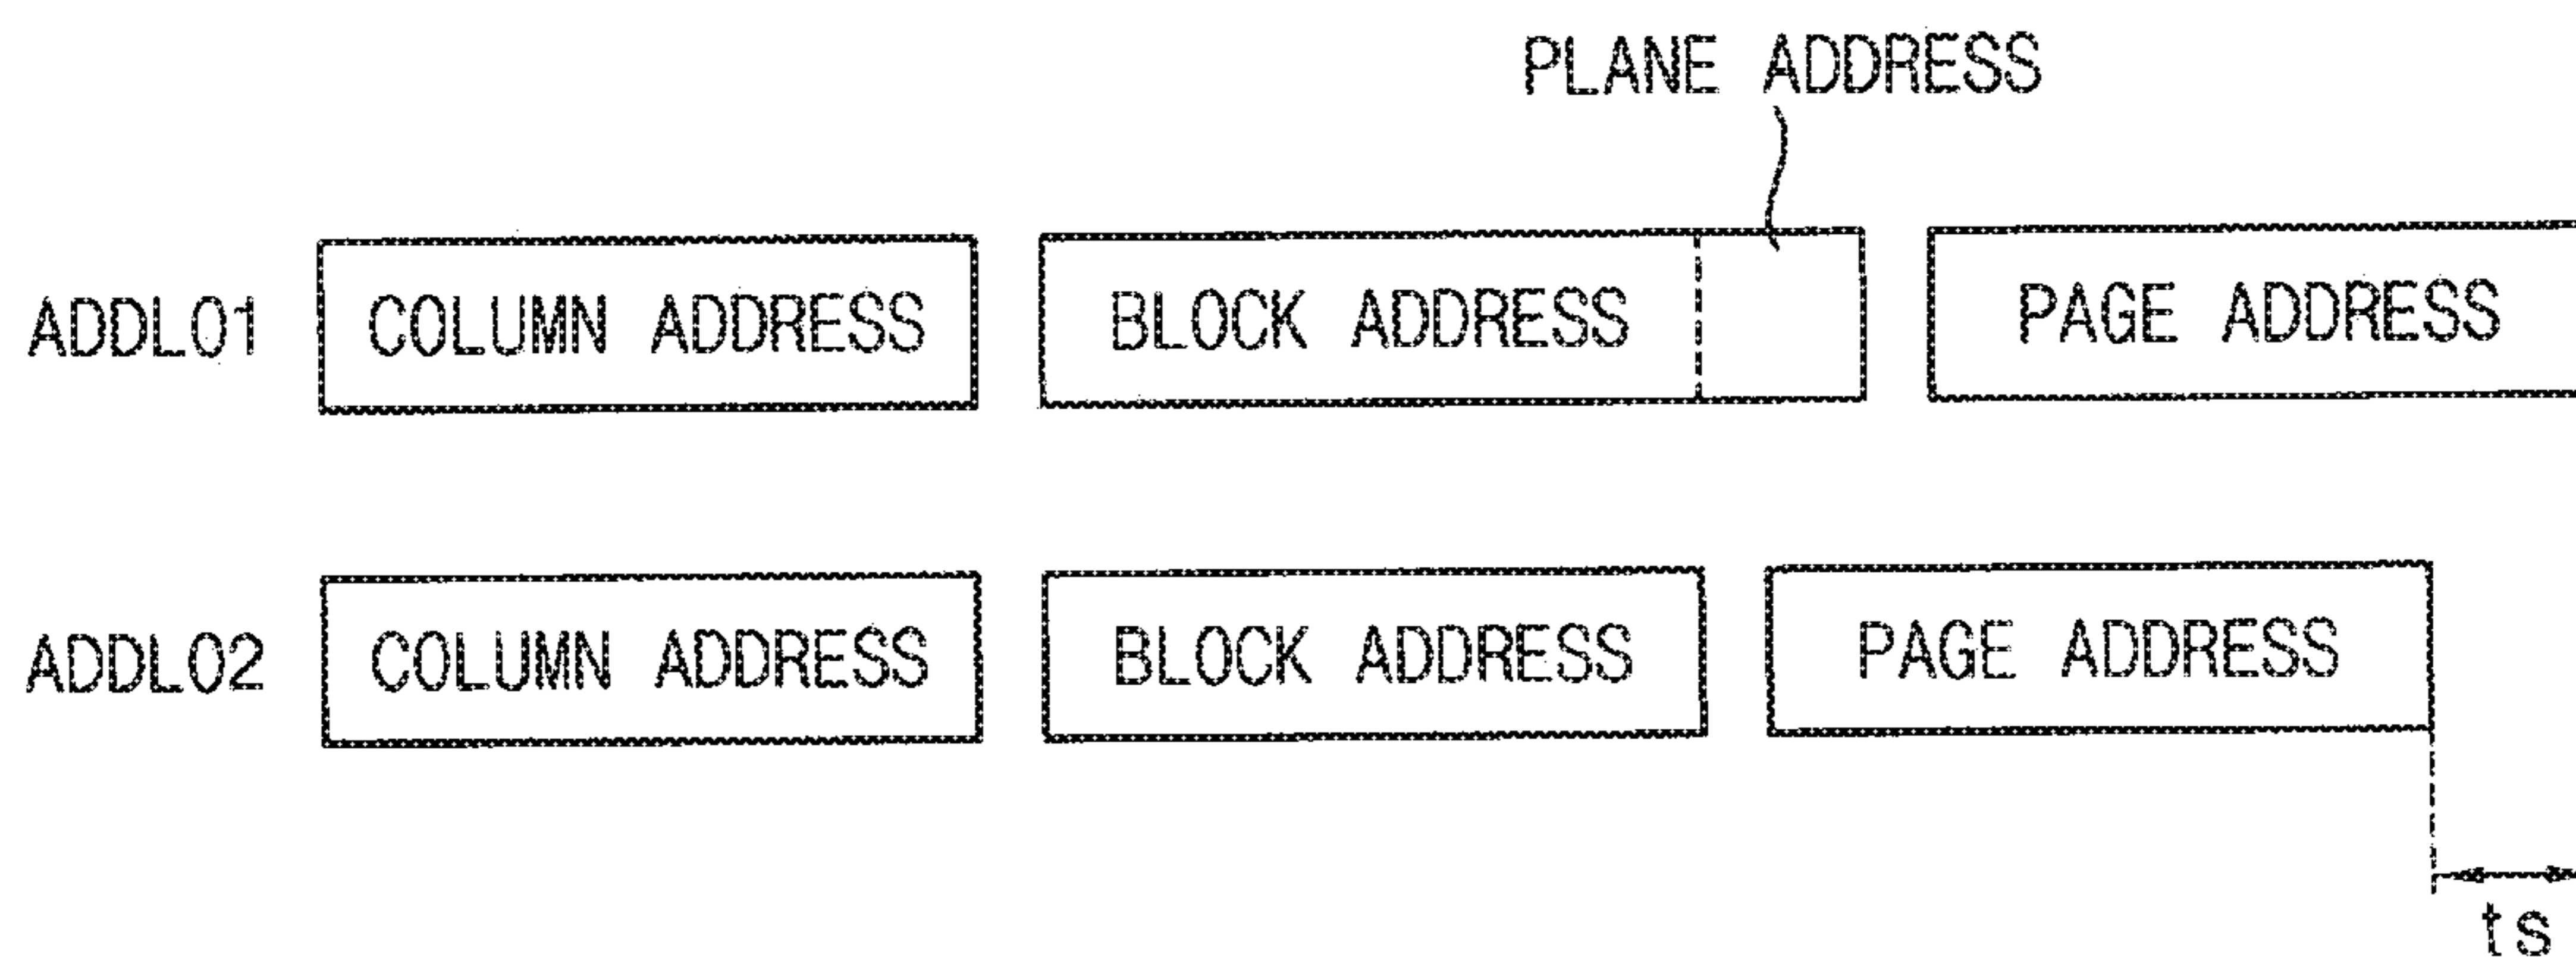 PLANE ADDRESS
ADDL01 COLUMN ADDRESS BLOCK ADDRESS PAGE ADDRESS
ADDL02 COLUMN ADDRESS BLOCK ADDRESS PAGE ADDRESS
ts